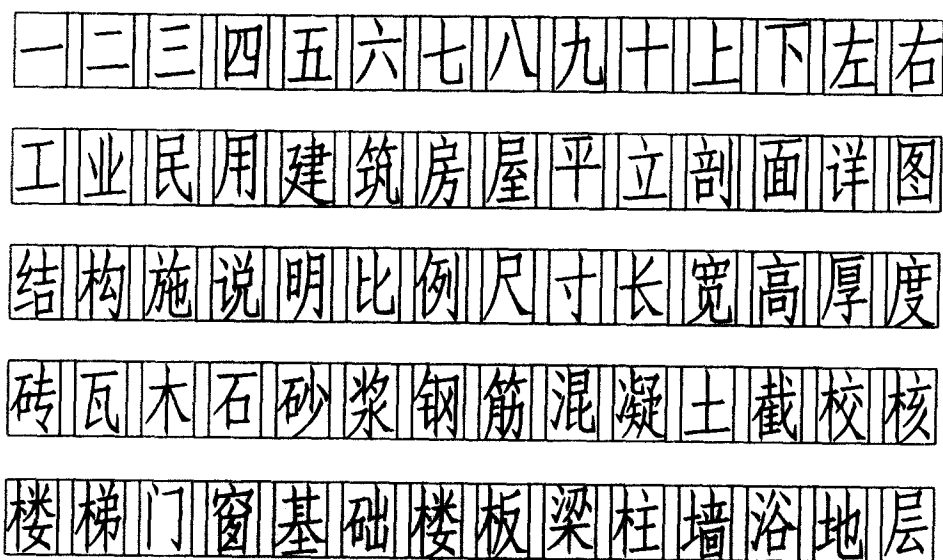 一二三四五六七八九十上下左右
工业民用建筑房屋平立剖面详图
结构施说明比例尺寸长宽高厚度
砖瓦木石砂浆钢筋混凝土截校核
楼梯门窗基础楼板梁柱墙浴地层